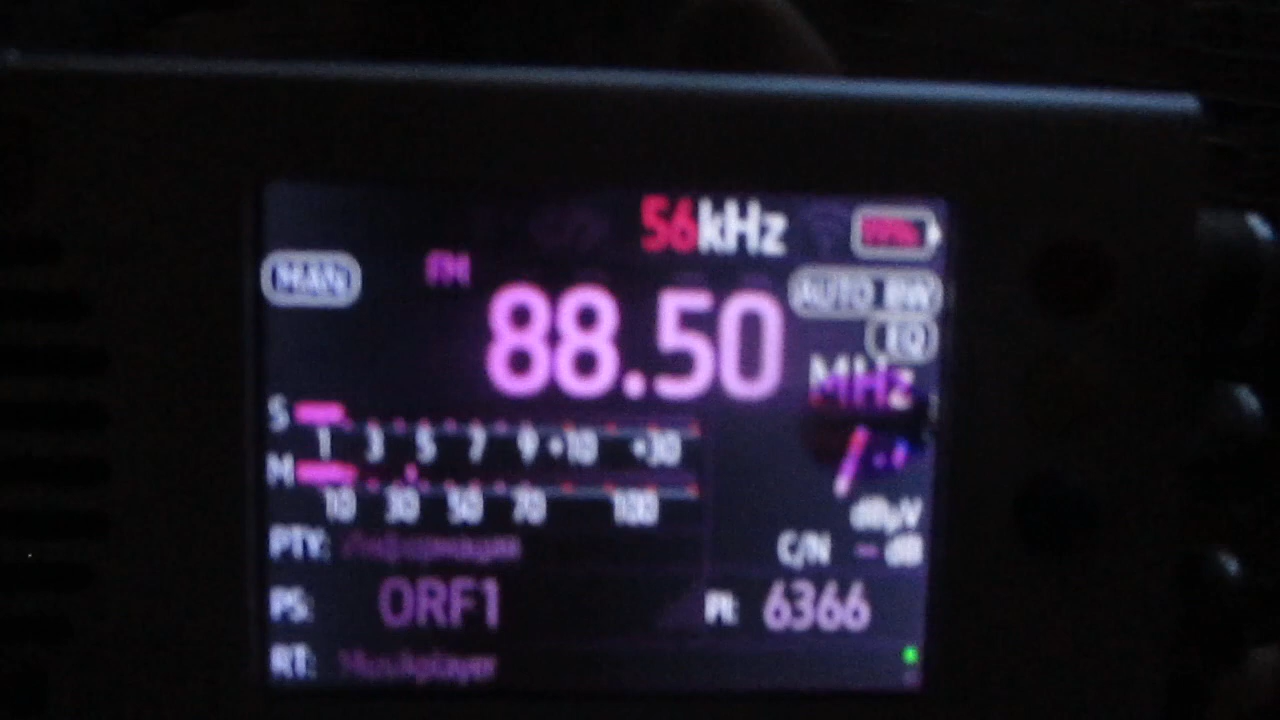 56kHz
MAN FM AUTO BW
88.50 MHz
EQ
S
1 3 5 7 9 +10 +30
M
10 30 50 70 100
dBµV
PTY: Информация C/N -- dB
PS: ORF1 PI: 6366
RT: Musikplayer